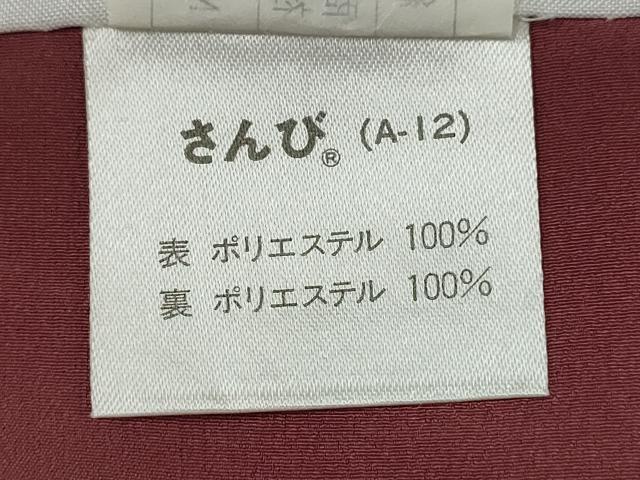 さんび® (A-12)
表 ポリエステル 100%
裏 ポリエステル 100%